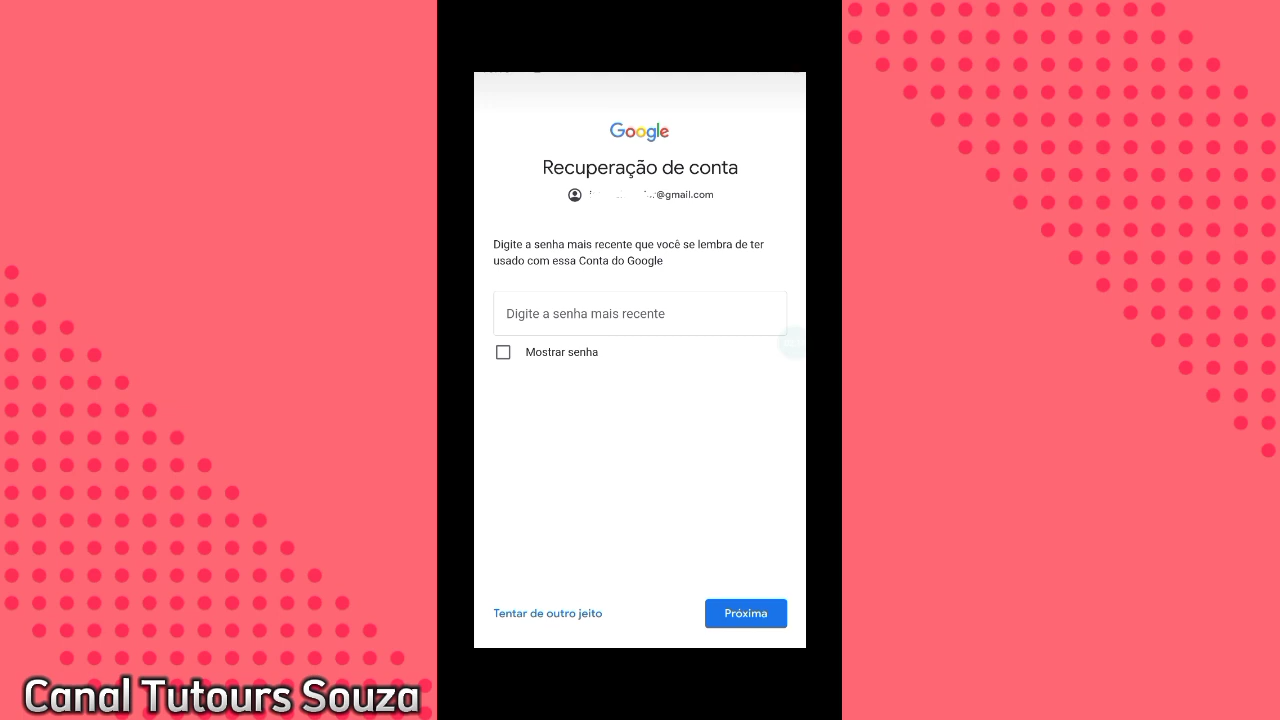 Google
Recuperação de conta
@gmail.com
Digite a senha mais recente que você se lembra de ter
usado com essa Conta do Google
Digite a senha mais recente
Mostrar senha
Tentar de outro jeito
Próxima
Canal Tutours Souza